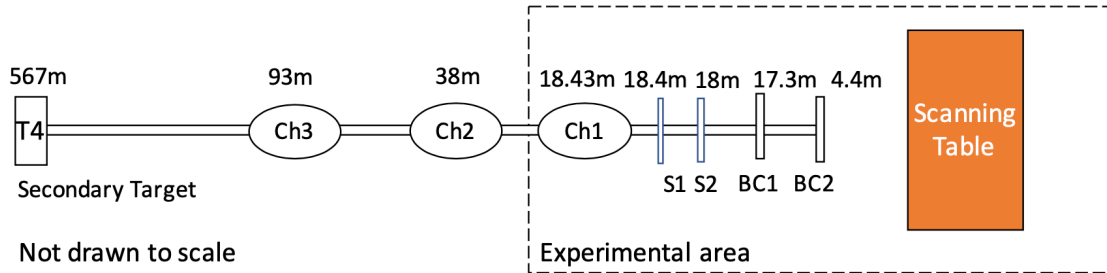 567m 93m 38m 18.43m 18.4m 18m 17.3m 4.4m
T4 Ch3 Ch2 Ch1
Scanning
Table
Secondary Target
S1 S2 BC1 BC2
Not drawn to scale
Experimental area